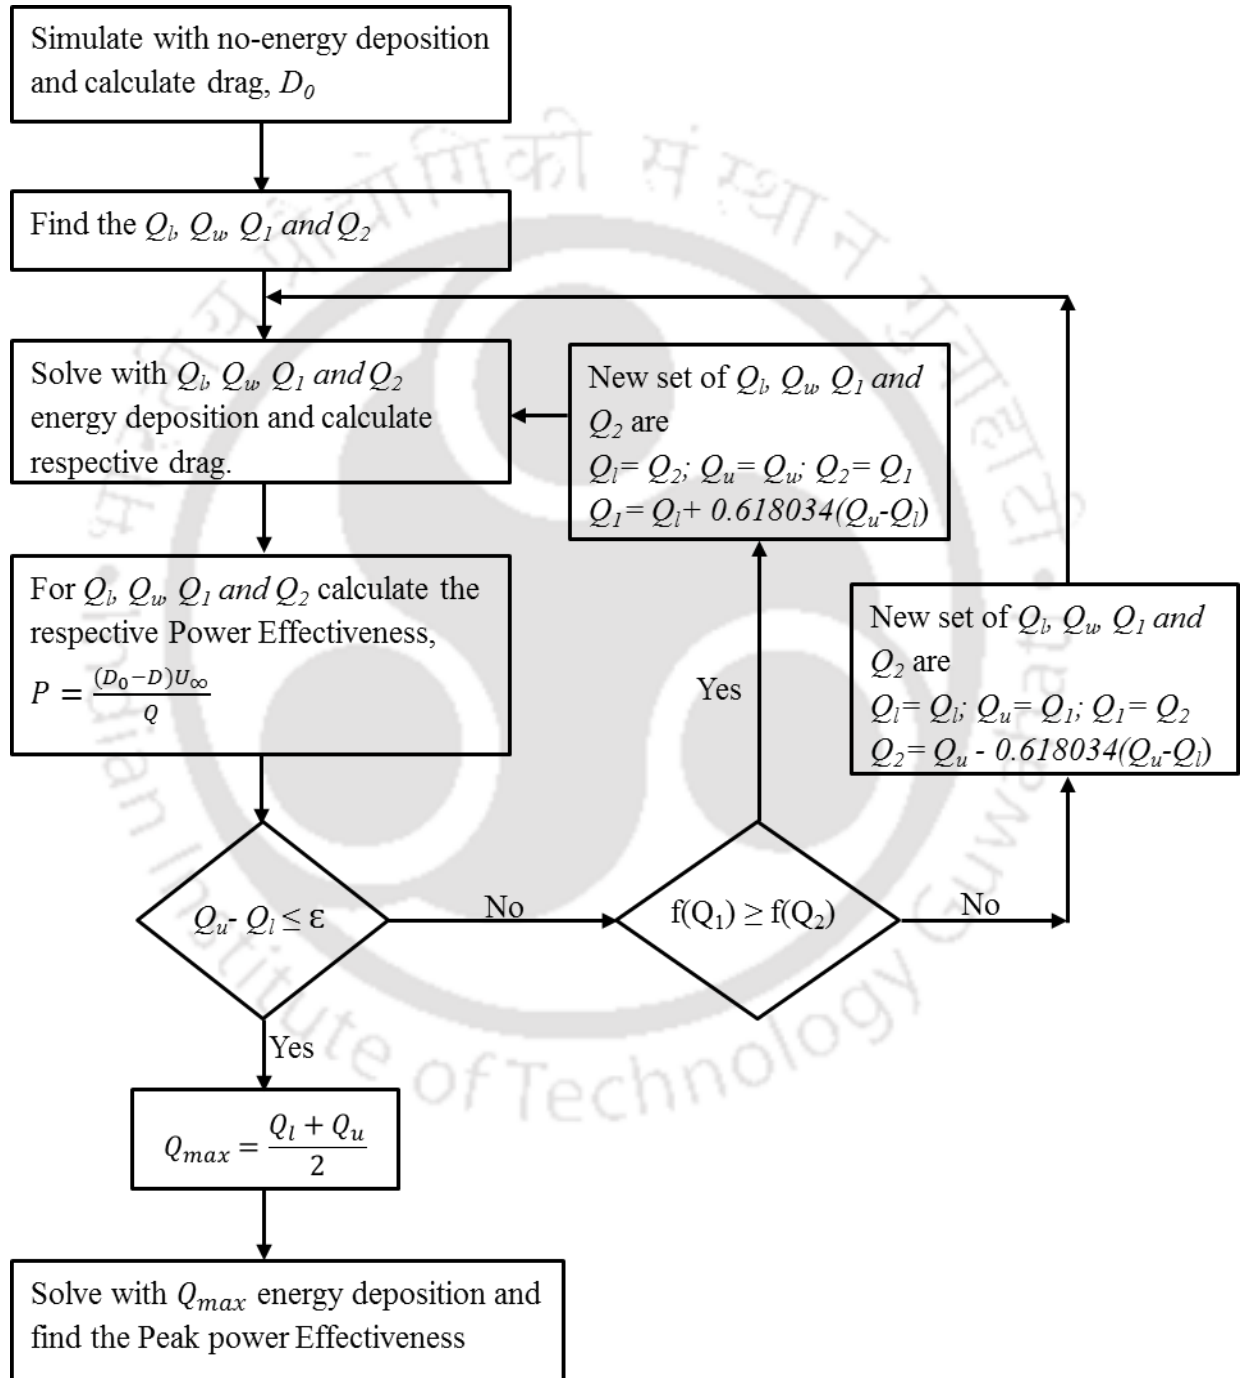 Simulate with no-energy deposition
and calculate drag, D₀
Find the Qₗ, Qᵤ, Q₁ and Q₂
Solve with Qₗ, Qᵤ, Q₁ and Q₂
energy deposition and calculate
respective drag.
New set of Qₗ, Qᵤ, Q₁ and
Q₂ are
Qₗ= Q₂; Qᵤ= Qᵤ; Q₂= Q₁
Q₁= Qₗ+ 0.618034(Qᵤ-Qₗ)
For Qₗ, Qᵤ, Q₁ and Q₂ calculate the
respective Power Effectiveness,
P = (D₀−D)U∞ / Q
New set of Qₗ, Qᵤ, Q₁ and
Q₂ are
Qₗ= Qₗ; Qᵤ= Q₁; Q₁= Q₂
Q₂= Qᵤ - 0.618034(Qᵤ-Qₗ)
Yes
Qᵤ- Qₗ ≤ ε
No
f(Q₁) ≥ f(Q₂)
No
Yes
Qₘₐₓ = (Qₗ + Qᵤ) / 2
Solve with Qₘₐₓ energy deposition and
find the Peak power Effectiveness
Indian Institute of Technology Guwahati